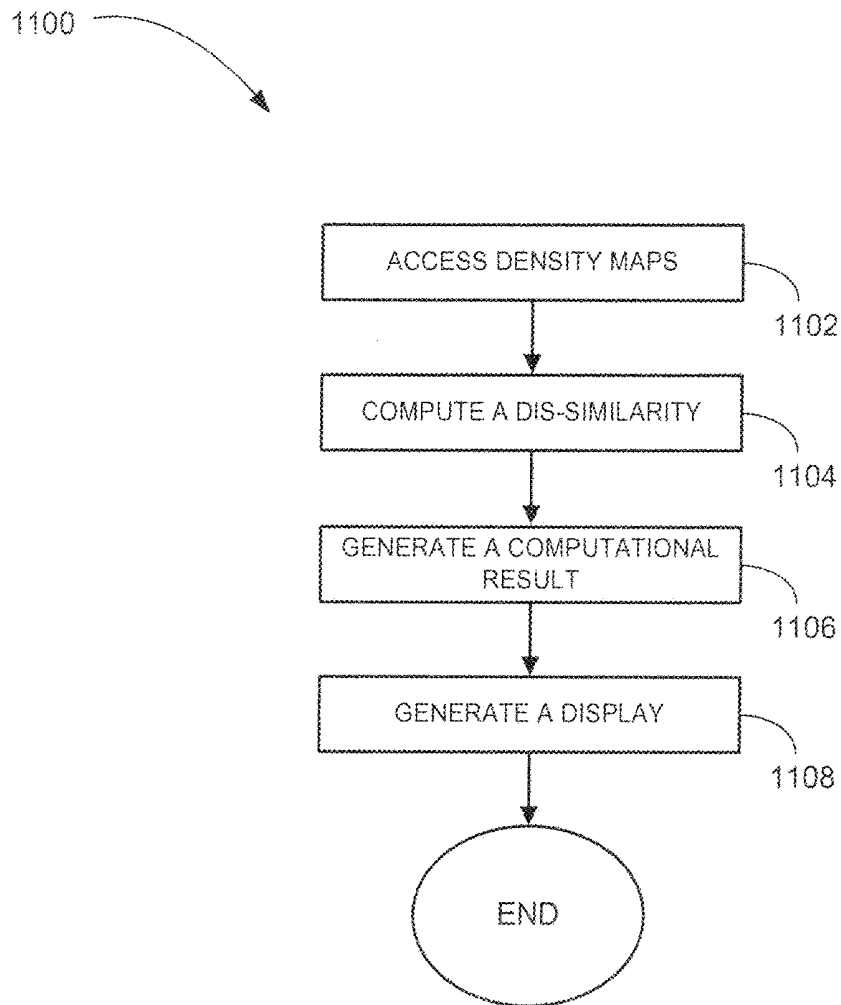 1100
ACCESS DENSITY MAPS
1102
COMPUTE A DIS-SIMILARITY
1104
GENERATE A COMPUTATIONAL
RESULT
1106
GENERATE A DISPLAY
1108
END